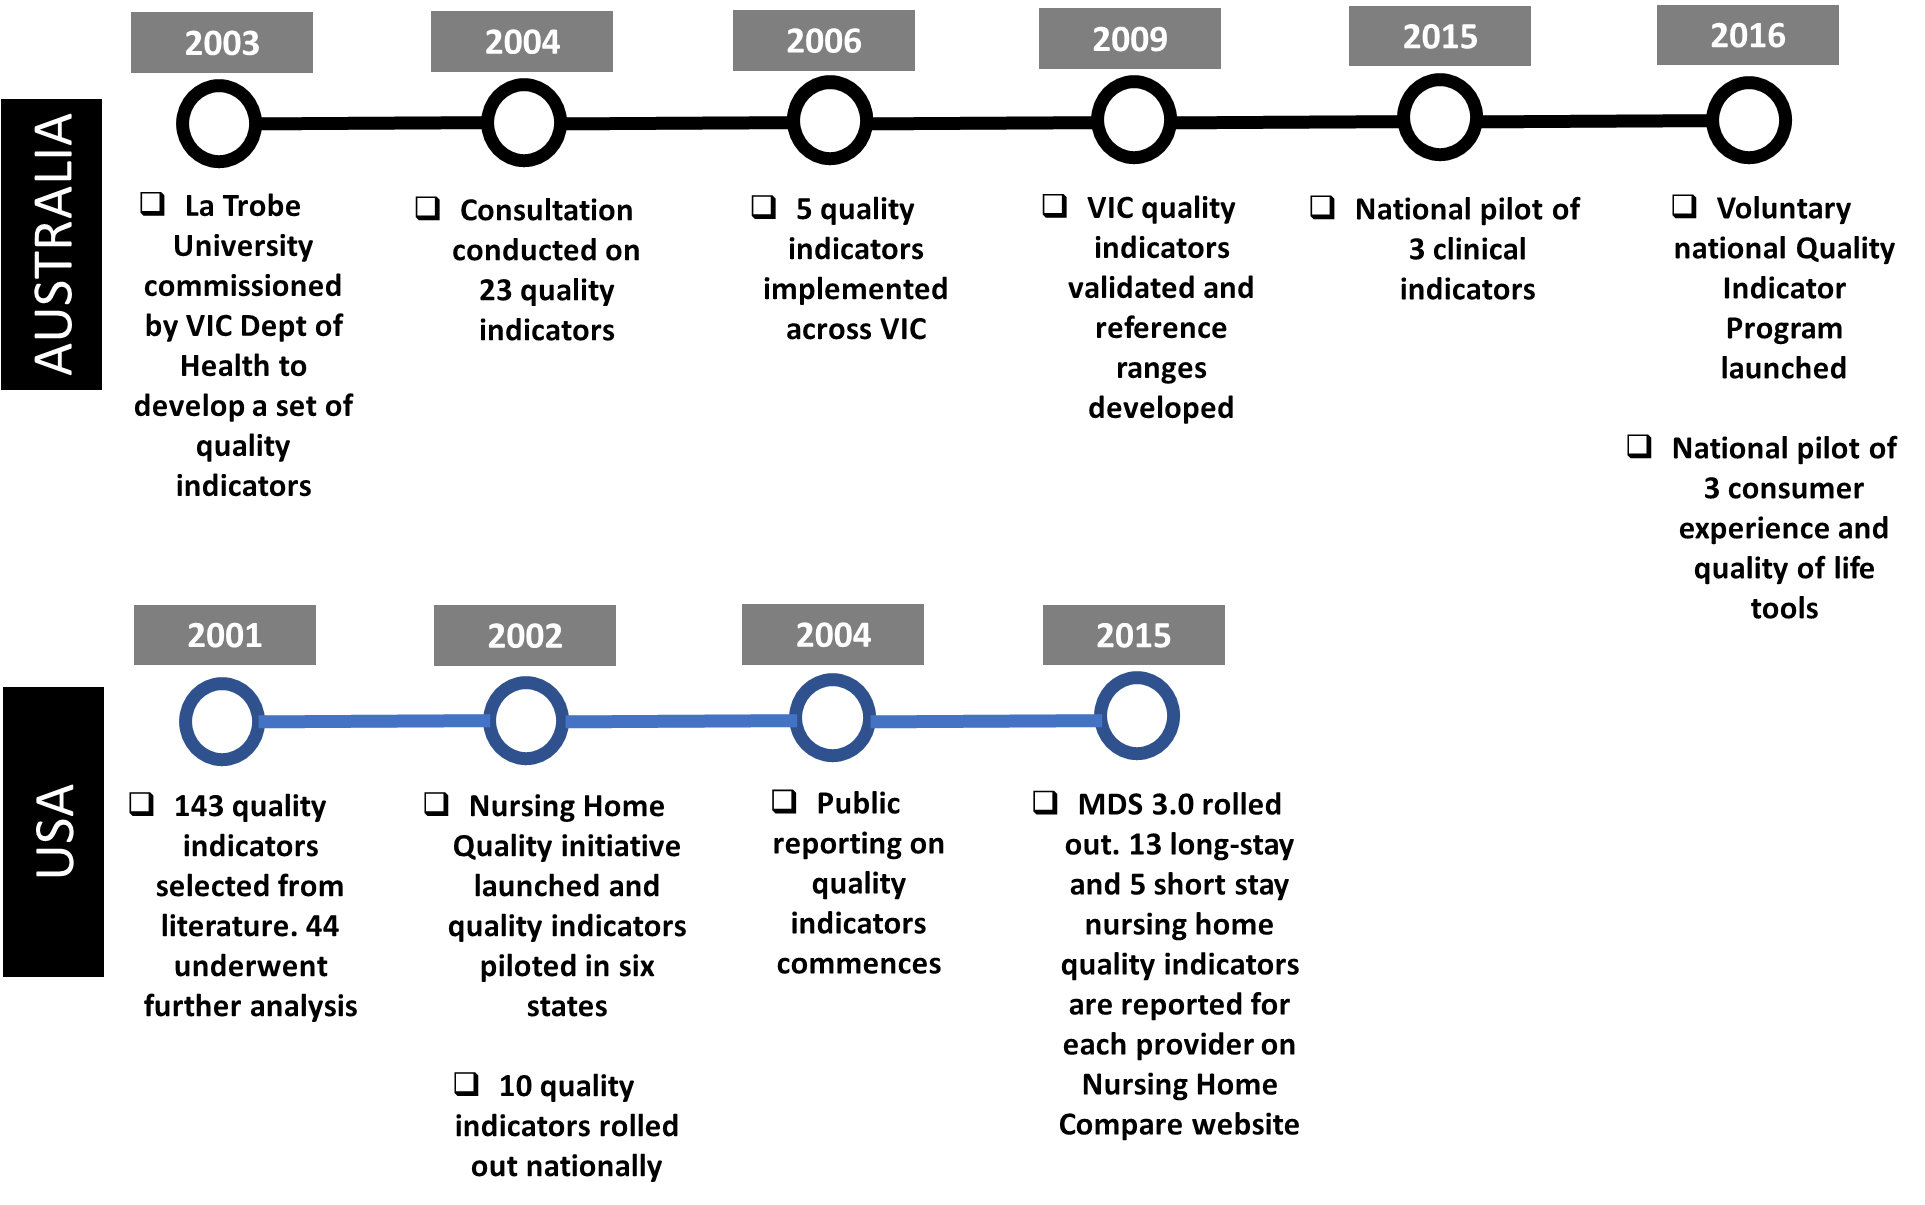 AUSTRALIA
2003
❑ La Trobe
University
commissioned
by VIC Dept of
Health to
develop a set of
quality
indicators
2004
❑ Consultation
conducted on
23 quality
indicators
2006
❑ 5 quality
indicators
implemented
across VIC
2009
❑ VIC quality
indicators
validated and
reference
ranges
developed
2015
❑ National pilot of
3 clinical
indicators
2016
❑ Voluntary
national Quality
Indicator
Program
launched
❑ National pilot of
3 consumer
experience and
quality of life
tools
USA
2001
❑ 143 quality
indicators
selected from
literature. 44
underwent
further analysis
2002
❑ Nursing Home
Quality initiative
launched and
quality indicators
piloted in six
states
❑ 10 quality
indicators rolled
out nationally
2004
❑ Public
reporting on
quality
indicators
commences
2015
❑ MDS 3.0 rolled
out. 13 long-stay
and 5 short stay
nursing home
quality indicators
are reported for
each provider on
Nursing Home
Compare website